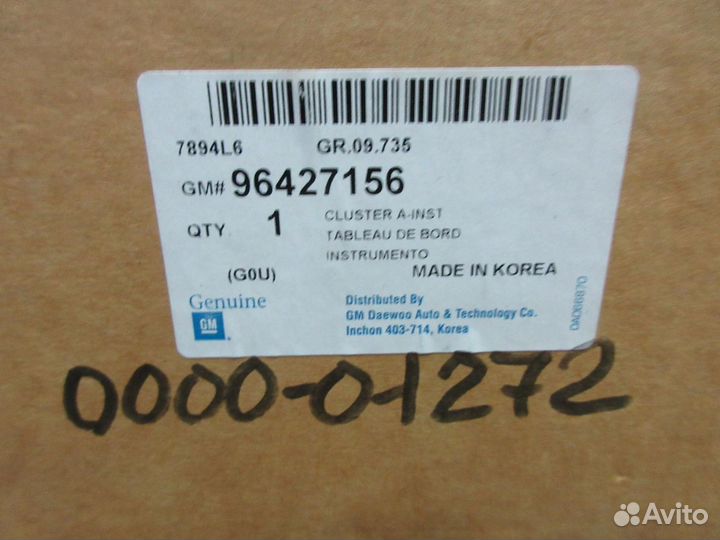 7894L6 GR.09.735
GM# 96427156
QTY. 1 CLUSTER A-INST
TABLEAU DE BORD
INSTRUMENTO
(G0U) MADE IN KOREA
Genuine
GM
Distributed By
GM Daewoo Auto & Technology Co.
Inchon 403-714, Korea
0A066870
0000-01272
Avito